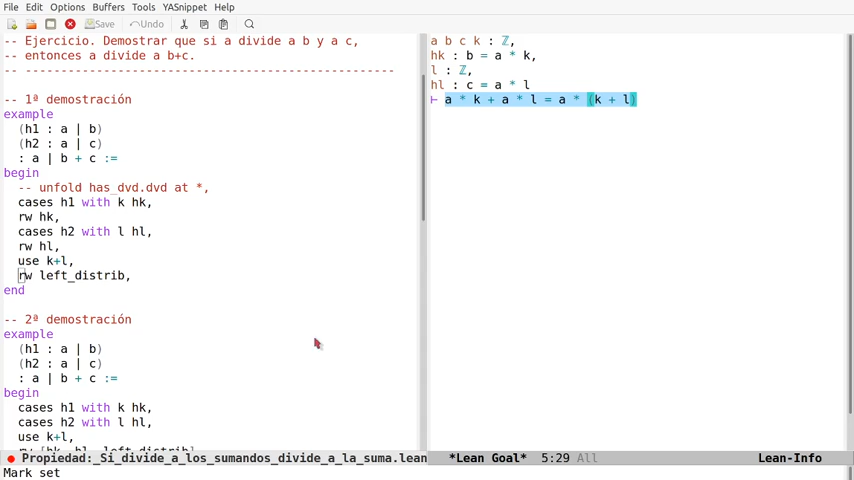 File Edit Options Buffers Tools YASnippet Help
Save Undo
-- Ejercicio. Demostrar que si a divide a b y a c,
-- entonces a divide a b+c.
-- ----------------------------------------------------
-- 1ª demostración
example
(h1 : a | b)
(h2 : a | c)
: a | b + c :=
begin
-- unfold has_dvd.dvd at *,
cases h1 with k hk,
rw hk,
cases h2 with l hl,
rw hl,
use k+l,
rw left_distrib,
end
-- 2ª demostración
example
(h1 : a | b)
(h2 : a | c)
: a | b + c :=
begin
cases h1 with k hk,
cases h2 with l hl,
use k+l,
Propiedad:_Si_divide_a_los_sumandos_divide_a_la_suma.lean
Mark set
a b c k : ℤ,
hk : b = a * k,
l : ℤ,
hl : c = a * l
⊢ a * k + a * l = a * (k + l)
*Lean Goal* 5:29 All Lean-Info